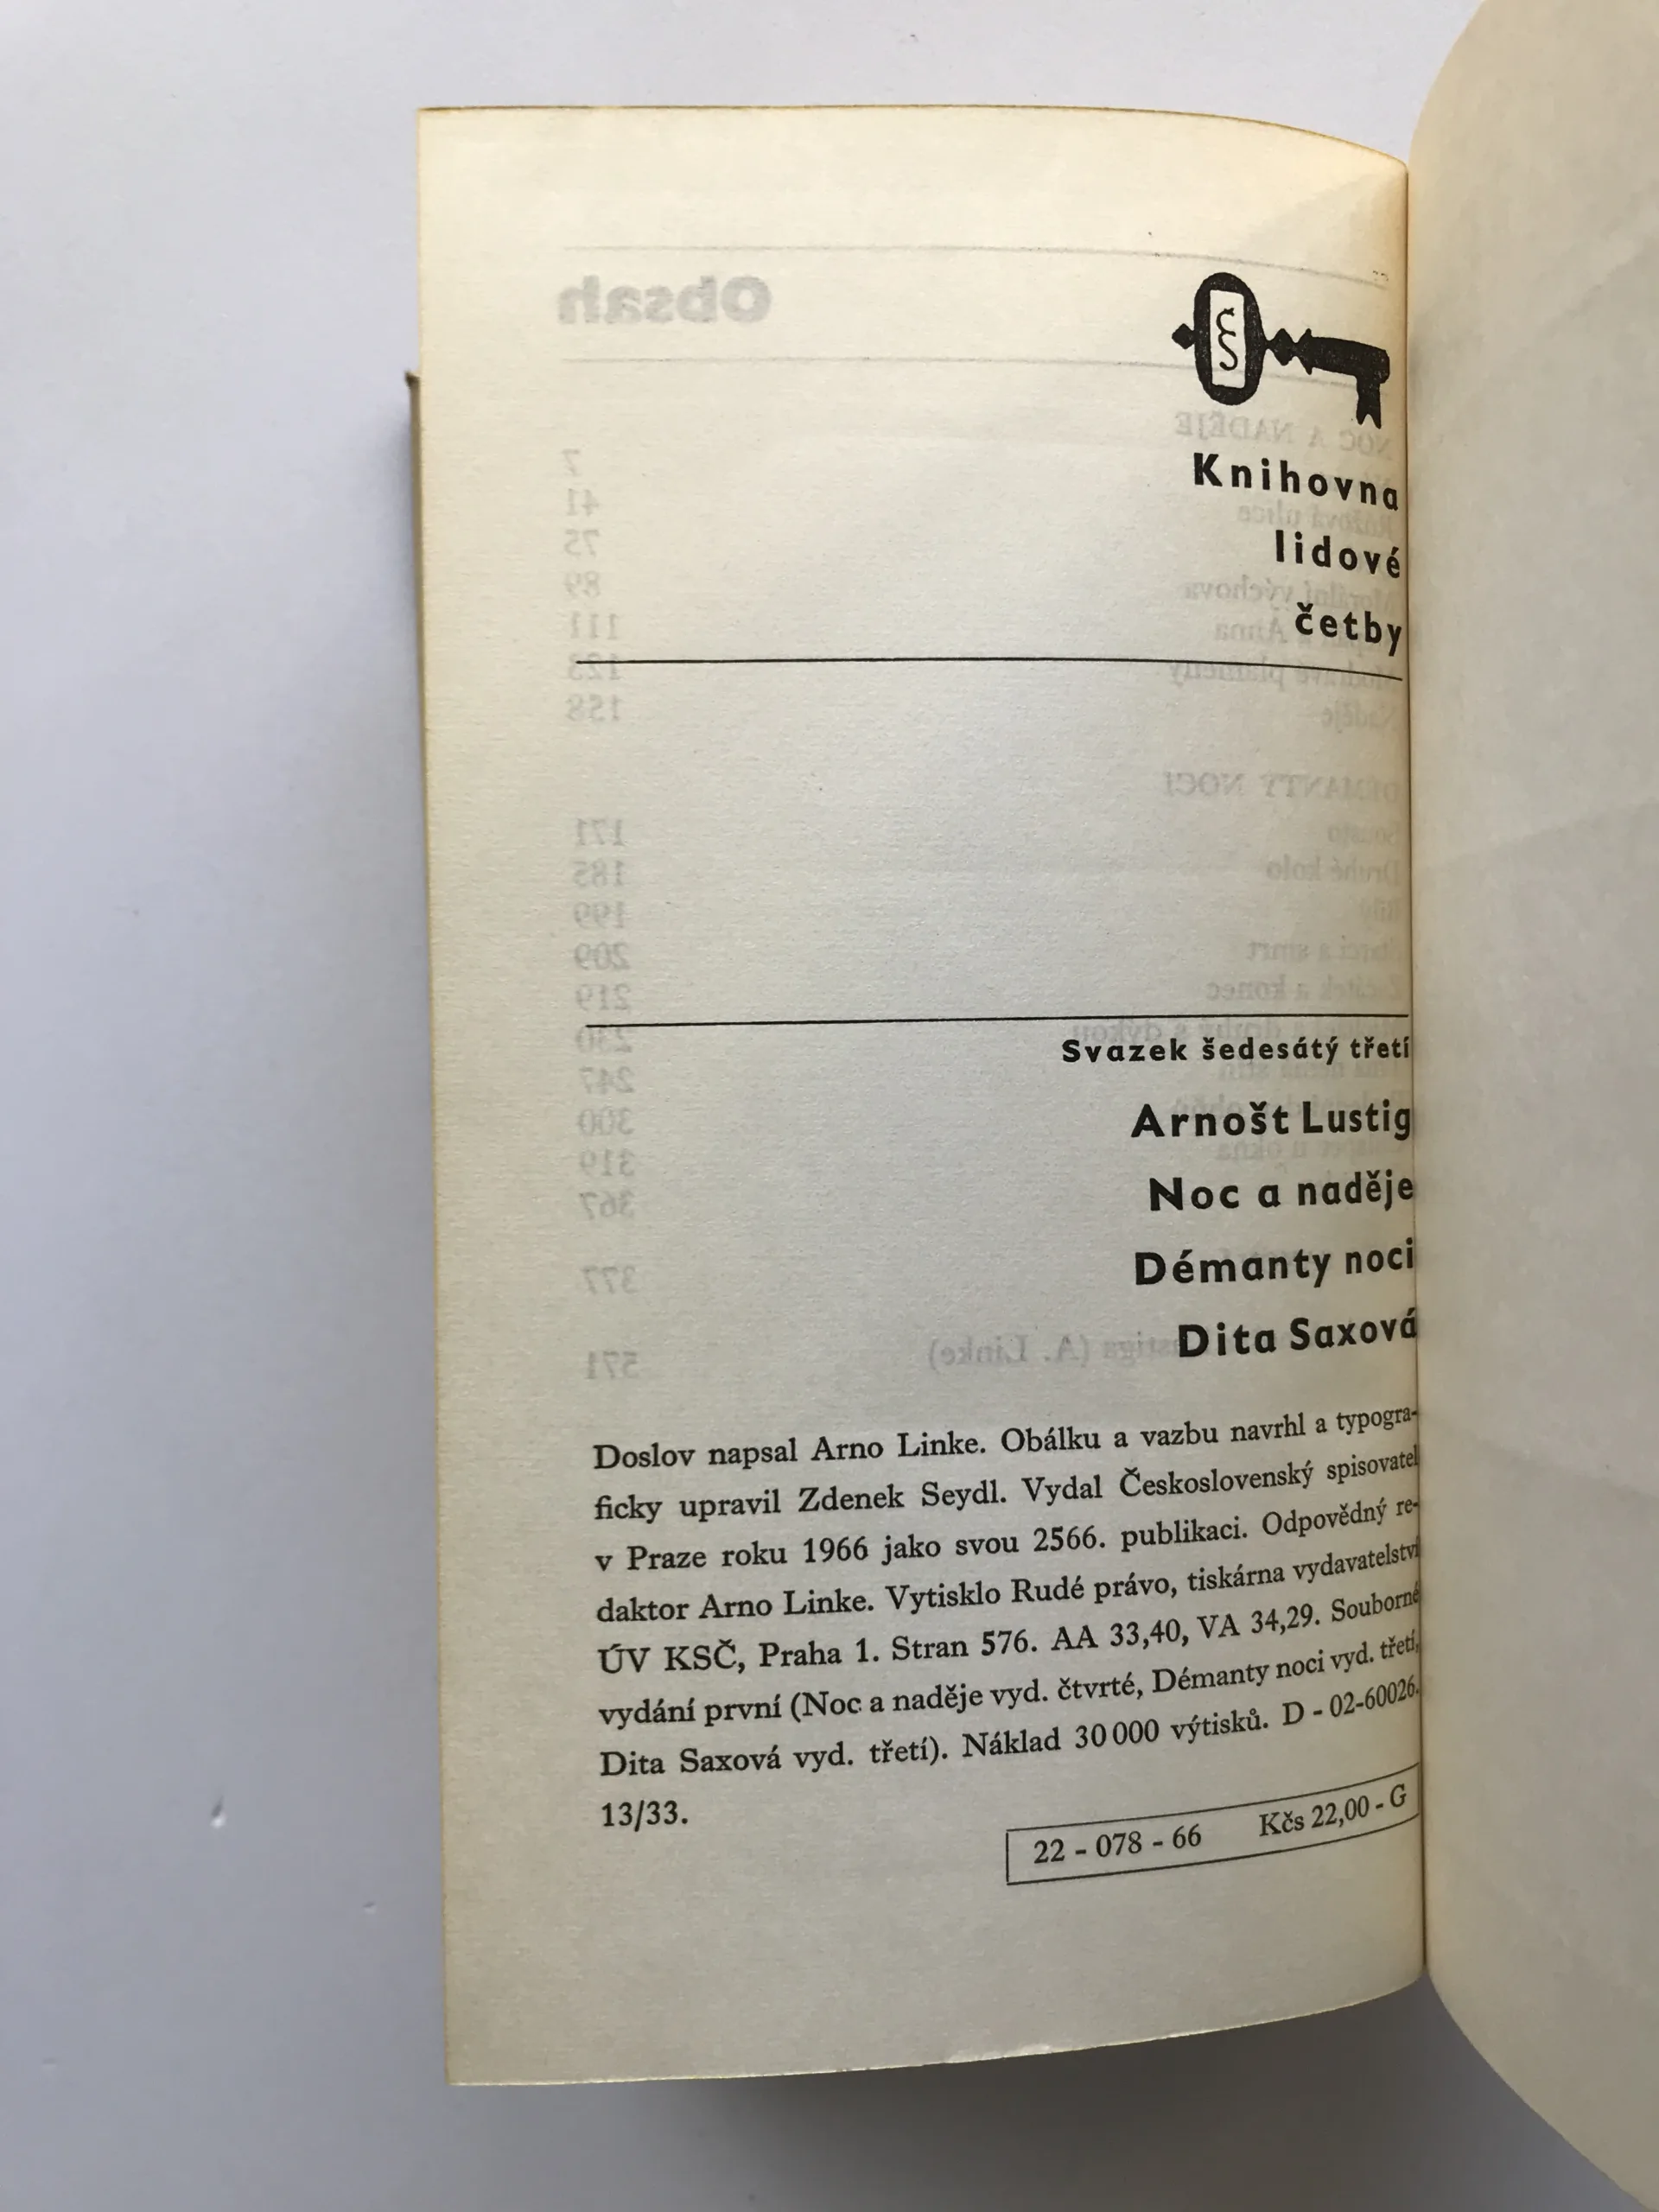 Knihovna
lidové
četby
Svazek šedesátý třetí
Arnošt Lustig
Noc a naděje
Démanty noci
Dita Saxová
Doslov napsal Arno Linke. Obálku a vazbu navrhl a typogra-
ficky upravil Zdenek Seydl. Vydal Československý spisovatel
v Praze roku 1966 jako svou 2566. publikaci. Odpovědný re-
daktor Arno Linke. Vytisklo Rudé právo, tiskárna vydavatelství
ÚV KSČ, Praha 1. Stran 576. AA 33,40, VA 34,29. Souborné
vydání první (Noc a naděje vyd. čtvrté, Démanty noci vyd. třetí,
Dita Saxová vyd. třetí). Náklad 30 000 výtisků. D - 02-60026.
13/33.
22 - 078 - 66 Kčs 22,00 - G